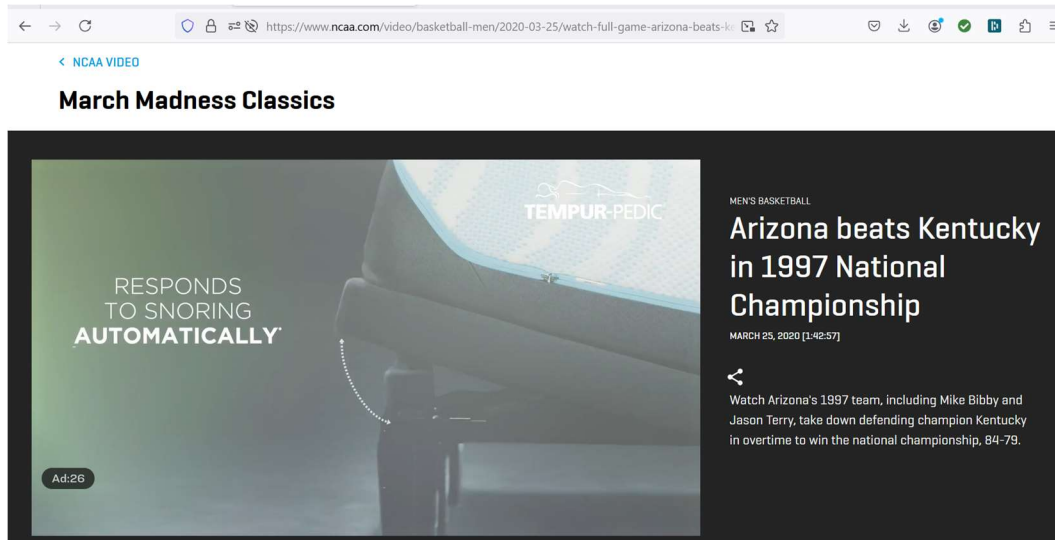 https://www.ncaa.com/video/basketball-men/2020-03-25/watch-full-game-arizona-beats-ke
< NCAA VIDEO
March Madness Classics
TEMPUR-PEDIC
RESPONDS
TO SNORING
AUTOMATICALLY*
Ad:26
MEN'S BASKETBALL
Arizona beats Kentucky
in 1997 National
Championship
MARCH 25, 2020 [1:42:57]
Watch Arizona's 1997 team, including Mike Bibby and
Jason Terry, take down defending champion Kentucky
in overtime to win the national championship, 84-79.